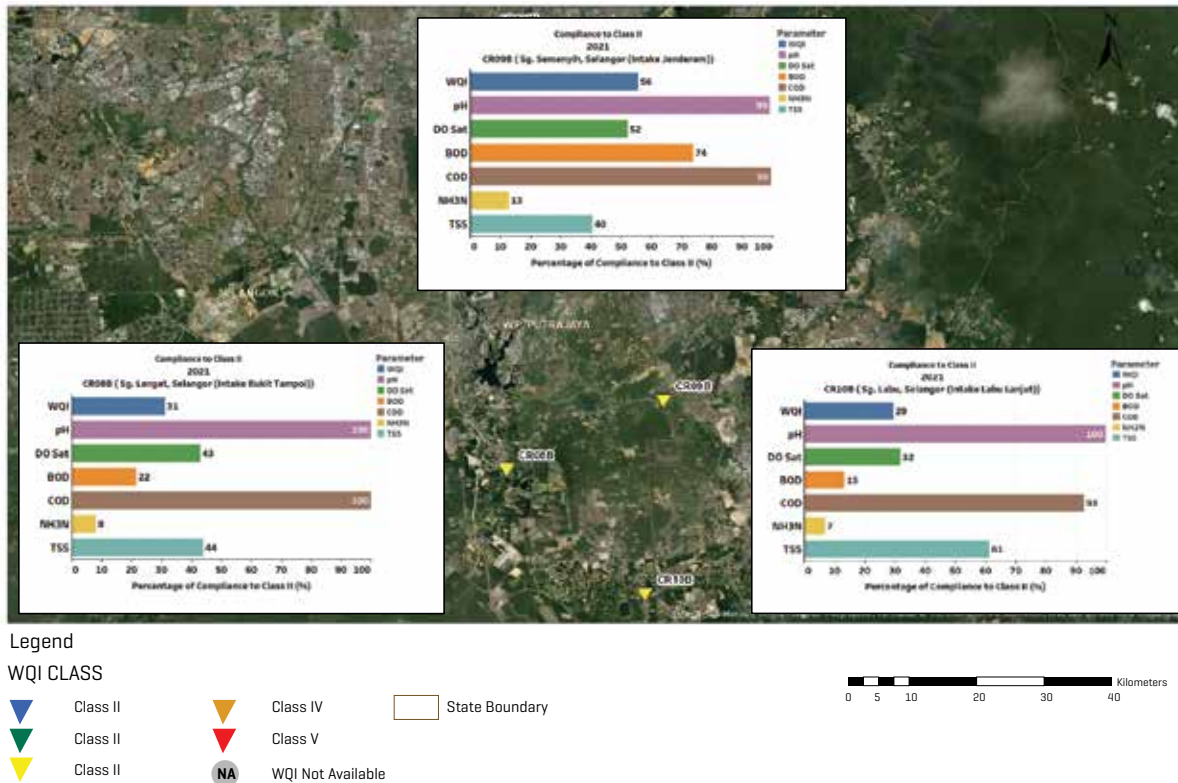 Compliance to Class II
2021
CR09B ( Sg. Semenyih, Selangor (Intake Jenderam))
Parameter
WQI
pH
DO Sat
BOD
COD
NH3N
TSS
WQI 56
pH 99
DO Sat 52
BOD 74
COD
NH3N 13
TSS 40
0 10 20 30 40 50 60 70 80 90 100
Percentage of Compliance to Class II (%)
N
SELANGOR
W.P. PUTRAJAYA
CR09B
CR08B
CR10B
Compliance to Class II
2021
CR08B ( Sg. Langat, Selangor (Intake Bukit Tampoi))
Parameter
WQI
pH
DO Sat
BOD
COD
NH3N
TSS
WQI 31
pH 100
DO Sat 43
BOD 22
COD 100
NH3N 8
TSS 44
0 10 20 30 40 50 60 70 80 90 100
Percentage of Compliance to Class II (%)
Compliance to Class II
2021
CR10B ( Sg. Labu, Selangor (Intake Labu Lanjut))
Parameter
WQI
pH
DO Sat
BOD
COD
NH3N
TSS
WQI 29
pH 100
DO Sat 32
BOD 13
COD 93
NH3N 7
TSS 61
0 10 20 30 40 50 60 70 80 90 100
Percentage of Compliance to Class II (%)
Legend
WQI CLASS
Class II
Class II
Class II
Class IV
Class V
NA WQI Not Available
State Boundary
0 5 10 20 30 40
Kilometers